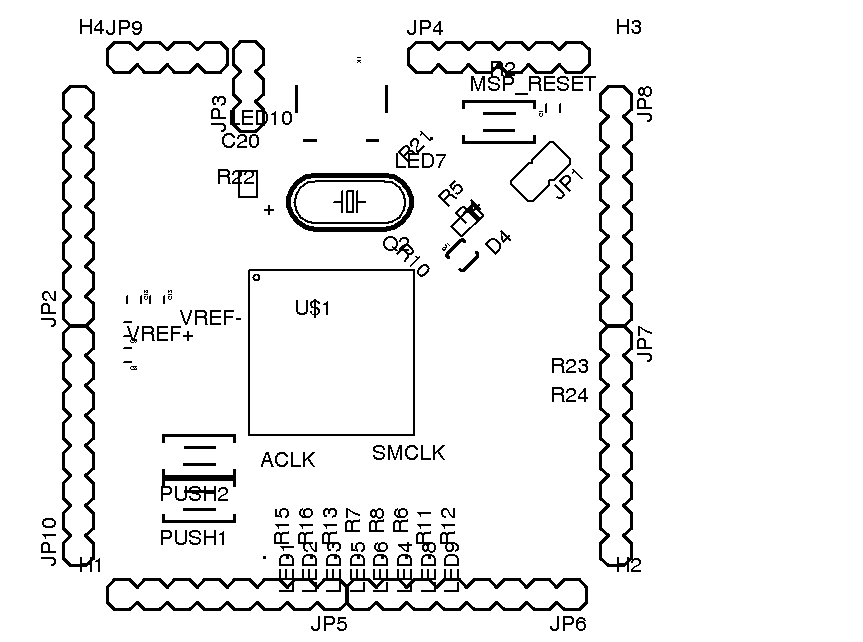 H4
JP9
JP4
H3
R2
MSP_RESET
JP3
LED10
C20
JP8
R21
LED7
R22
JP1
R5
R4
+
Q2
R10
D4
JP2
U$1
VREF-
VREF+
JP7
R23
R24
ACLK
SMCLK
PUSH2
PUSH1
JP10
H1
R15
R16
R13
R7
R8
R6
R11
R12
LED1
LED2
LED3
LED5
LED6
LED4
LED8
LED9
H2
JP5
JP6